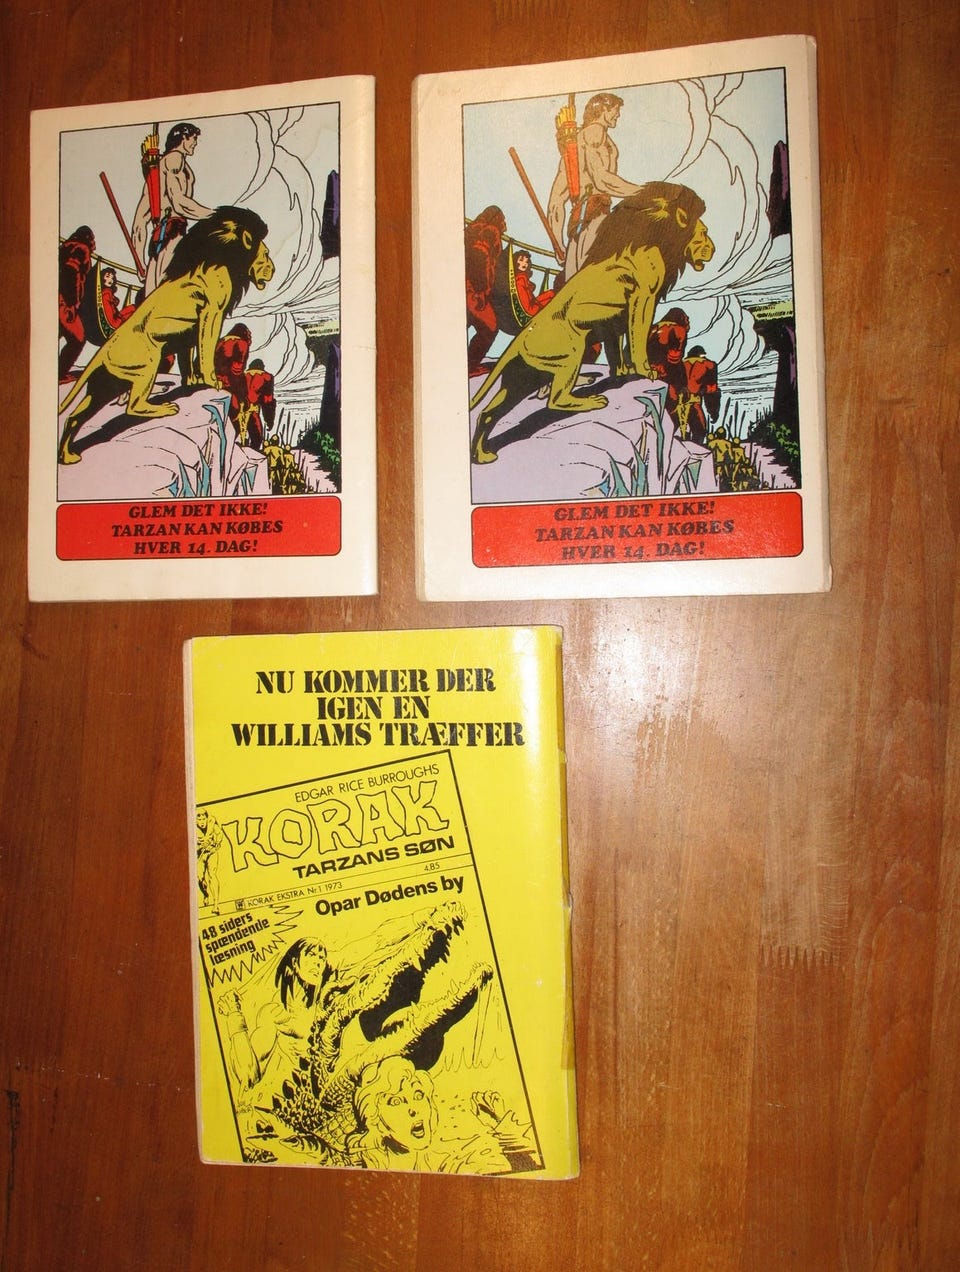 GLEM DET IKKE!
TARZAN KAN KØBES
HVER 14. DAG!
GLEM DET IKKE!
TARZAN KAN KØBES
HVER 14. DAG!
NU KOMMER DER
IGEN EN
WILLIAMS TRÆFFER
EDGAR RICE BURROUGHS
KORAK
TARZANS SØN
4,85
KORAK EKSTRA Nr. 1 1973
Opar Dødens by
48 siders
spændende
læsning